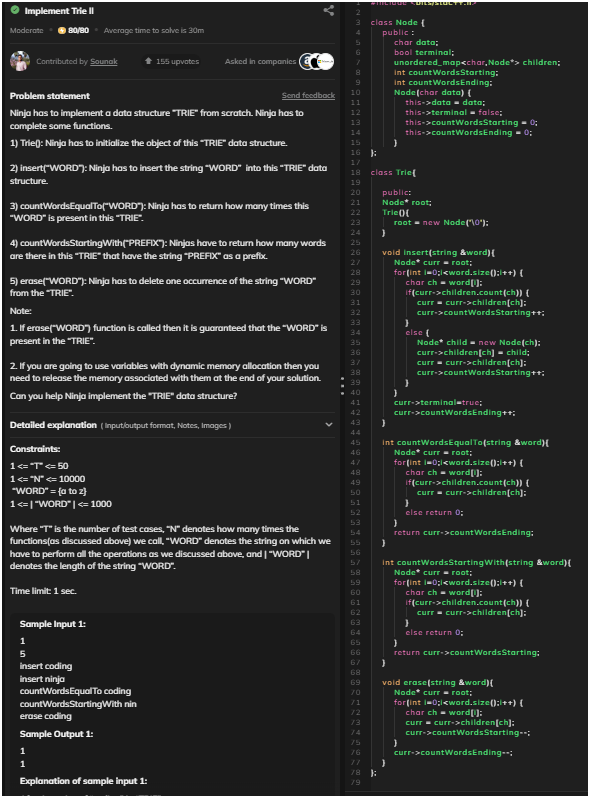 Implement Trie ll
Moderate • 80/80 • Average time to solve is 30m
Contributed by Sounak
155 upvotes
Asked in companies
Problem statement
Send feedback
Ninja has to implement a data structure "TRIE" from scratch. Ninja has to
complete some functions.
1) Trie(): Ninja has to initialize the object of this "TRIE" data structure.
2) insert("WORD"): Ninja has to insert the string "WORD" into this "TRIE" data
structure.
3) countWordsEqualTo("WORD"): Ninja has to return how many times this
"WORD" is present in this "TRIE".
4) countWordsStartingWith("PREFIX"): Ninjas have to return how many words
are there in this "TRIE" that have the string "PREFIX" as a prefix.
5) erase("WORD"): Ninja has to delete one occurrence of the string "WORD"
from the "TRIE".
Note:
1. If erase("WORD") function is called then it is guaranteed that the "WORD" is
present in the "TRIE".
2. If you are going to use variables with dynamic memory allocation then you
need to release the memory associated with them at the end of your solution.
Can you help Ninja implement the "TRIE" data structure?
Detailed explanation ( Input/output format, Notes, Images )
Constraints:
1 <= "T" <= 50
1 <= "N" <= 10000
"WORD" = {a to z}
1 <= | "WORD" | <= 1000
Where "T" is the number of test cases, "N" denotes how many times the
functions(as discussed above) we call, "WORD" denotes the string on which we
have to perform all the operations as we discussed above, and | "WORD" |
denotes the length of the string "WORD".
Time limit: 1 sec.
Sample Input 1:
1
5
insert coding
insert ninja
countWordsEqualTo coding
countWordsStartingWith nin
erase coding
Sample Output 1:
1
1
Explanation of sample input 1:
1 #include <bits/stdc++.h>
2
3 class Node {
4 public :
5 char data;
6 bool terminal;
7 unordered_map<char,Node*> children;
8 int countWordsStarting;
9 int countWordsEnding;
10 Node(char data) {
11 this->data = data;
12 this->terminal = false;
13 this->countWordsStarting = 0;
14 this->countWordsEnding = 0;
15 }
16 };
17
18 class Trie{
19
20 public:
21 Node* root;
22 Trie(){
23 root = new Node('\0');
24 }
25
26 void insert(string &word){
27 Node* curr = root;
28 for(int i=0;i<word.size();i++) {
29 char ch = word[i];
30 if(curr->children.count(ch)) {
31 curr = curr->children[ch];
32 curr->countWordsStarting++;
33 }
34 else {
35 Node* child = new Node(ch);
36 curr->children[ch] = child;
37 curr = curr->children[ch];
38 curr->countWordsStarting++;
39 }
40 }
41 curr->terminal=true;
42 curr->countWordsEnding++;
43 }
44
45 int countWordsEqualTo(string &word){
46 Node* curr = root;
47 for(int i=0;i<word.size();i++) {
48 char ch = word[i];
49 if(curr->children.count(ch)) {
50 curr = curr->children[ch];
51 }
52 else return 0;
53 }
54 return curr->countWordsEnding;
55 }
56
57 int countWordsStartingWith(string &word){
58 Node* curr = root;
59 for(int i=0;i<word.size();i++) {
60 char ch = word[i];
61 if(curr->children.count(ch)) {
62 curr = curr->children[ch];
63 }
64 else return 0;
65 }
66 return curr->countWordsStarting;
67 }
68
69 void erase(string &word){
70 Node* curr = root;
71 for(int i=0;i<word.size();i++) {
72 char ch = word[i];
73 curr = curr->children[ch];
74 curr->countWordsStarting--;
75 }
76 curr->countWordsEnding--;
77 }
78 };
79